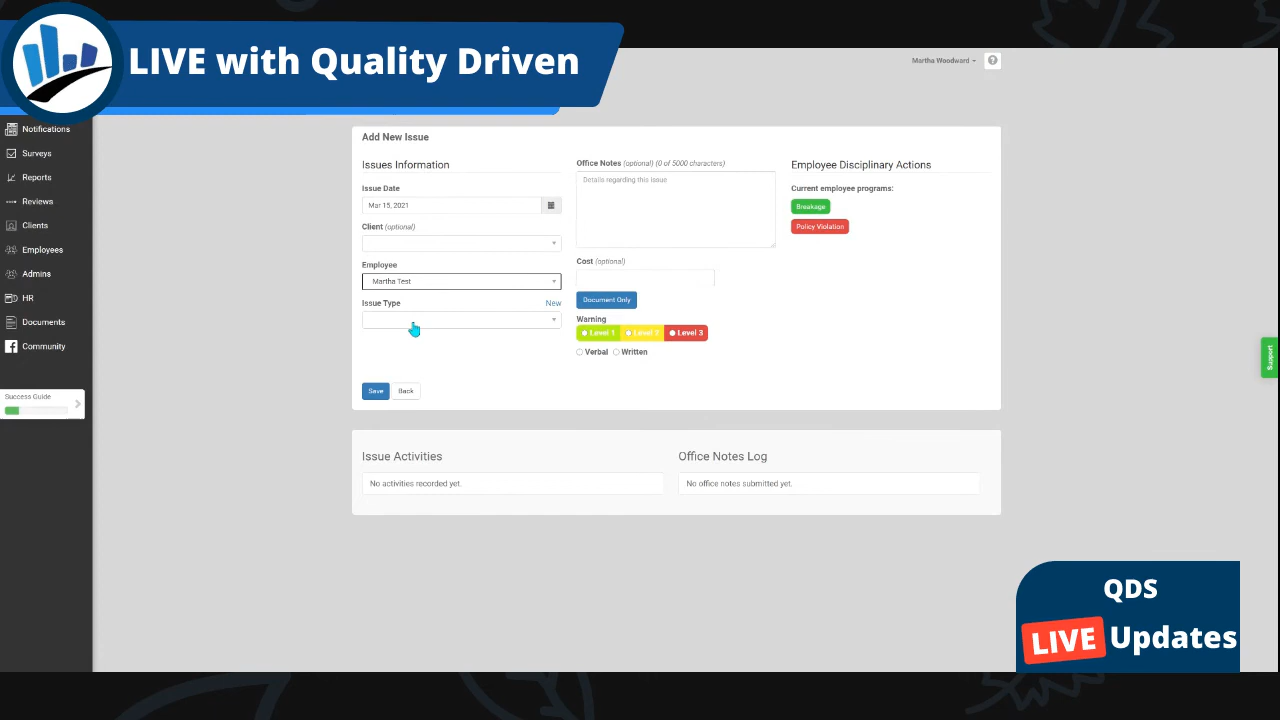 LIVE with Quality Driven
Martha Woodward
?
Notifications
Surveys
Reports
Reviews
Clients
Employees
Admins
HR
Documents
Community
Success Guide
Add New Issue
Issues Information
Issue Date
Mar 15, 2021
Client (optional)
Employee
Martha Test
Issue Type
New
Save
Back
Office Notes (optional) (0 of 5000 characters)
Details regarding this issue
Cost (optional)
Document Only
Warning
Level 1
Level 2
Level 3
Verbal
Written
Employee Disciplinary Actions
Current employee programs:
Breakage
Policy Violation
Issue Activities
No activities recorded yet.
Office Notes Log
No office notes submitted yet.
Support
QDS
LIVE Updates